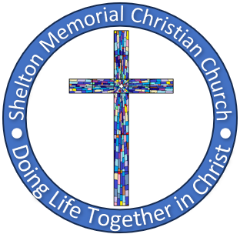 Shelton Memorial Christian Church
Doing Life Together in Christ